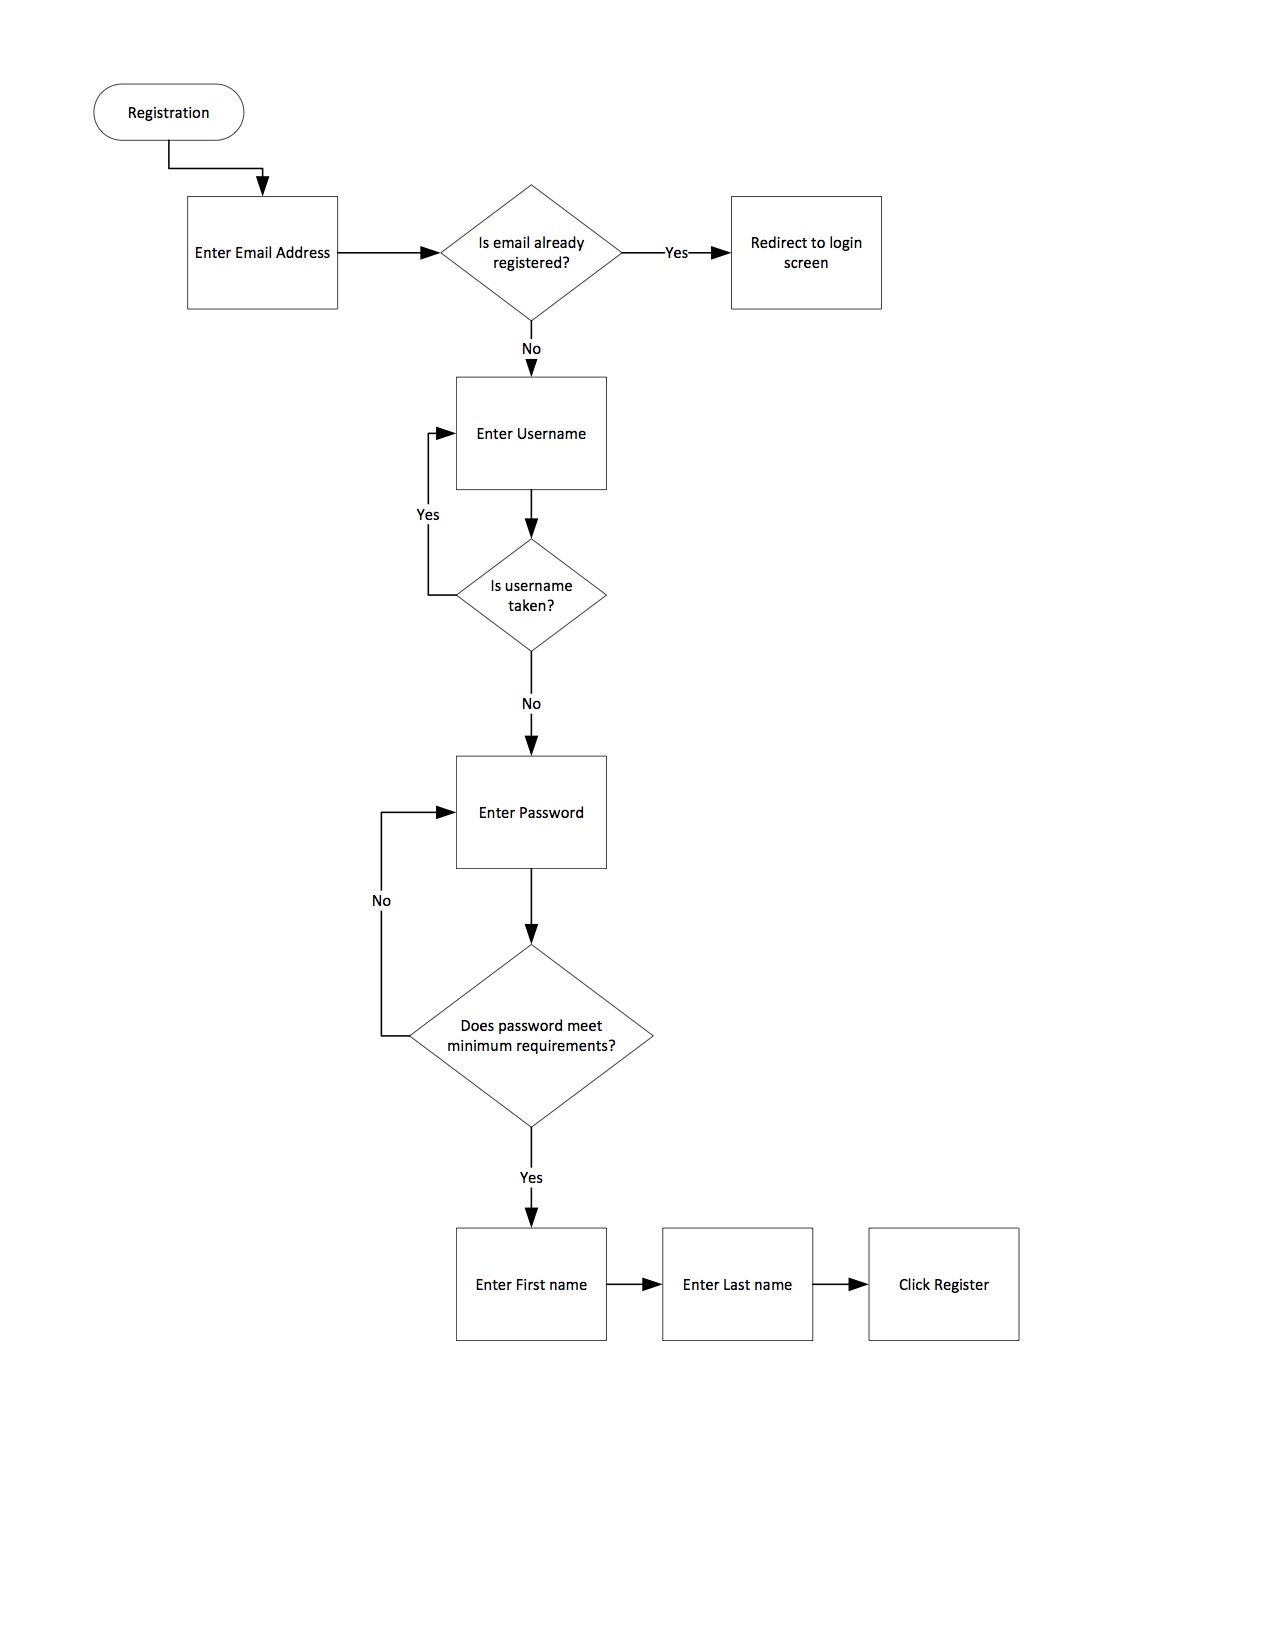 Registration
Enter Email Address
Is email already
registered?
Yes
Redirect to login
screen
No
Enter Username
Yes
Is username
taken?
No
Enter Password
No
Does password meet
minimum requirements?
Yes
Enter First name
Enter Last name
Click Register